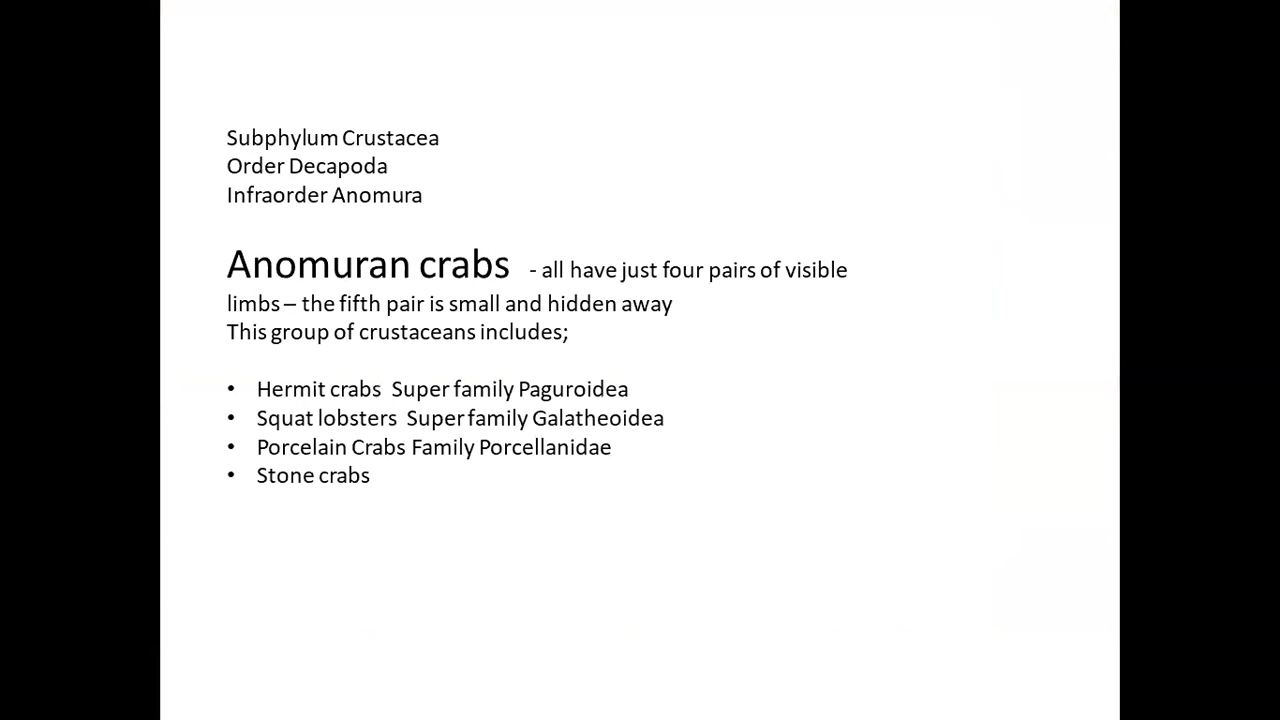 Subphylum Crustacea
Order Decapoda
Infraorder Anomura
Anomuran crabs - all have just four pairs of visible
limbs – the fifth pair is small and hidden away
This group of crustaceans includes;
• Hermit crabs Super family Paguroidea
• Squat lobsters Super family Galatheoidea
• Porcelain Crabs Family Porcellanidae
• Stone crabs